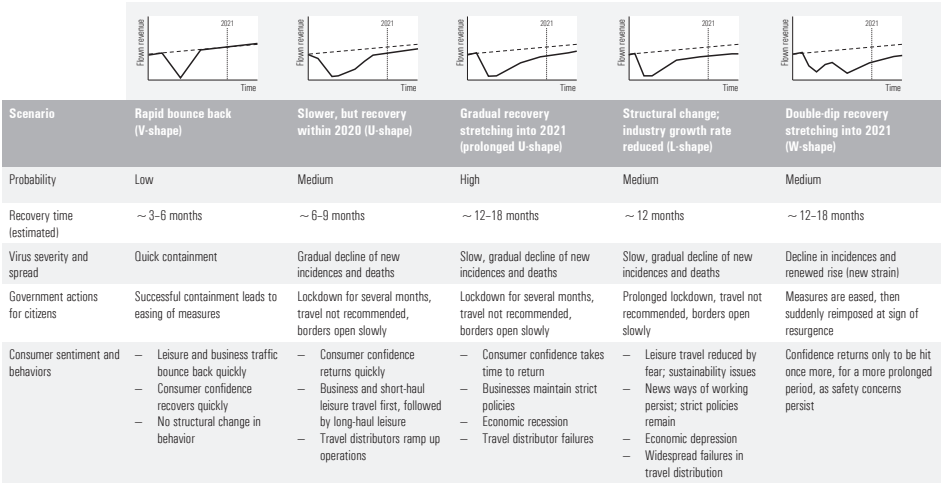 Flown revenue
2021
Time
Flown revenue
2021
Time
Flown revenue
2021
Time
Flown revenue
2021
Time
Flown revenue
2021
Time
Scenario
Rapid bounce back
(V-shape)
Slower, but recovery
within 2020 (U-shape)
Gradual recovery
stretching into 2021
(prolonged U-shape)
Structural change;
industry growth rate
reduced (L-shape)
Double-dip recovery
stretching into 2021
(W-shape)
Probability
Low
Medium
High
Medium
Medium
Recovery time
(estimated)
~ 3–6 months
~ 6–9 months
~ 12–18 months
~ 12 months
~ 12–18 months
Virus severity and
spread
Quick containment
Gradual decline of new
incidences and deaths
Slow, gradual decline of new
incidences and deaths
Slow, gradual decline of new
incidences and deaths
Decline in incidences and
renewed rise (new strain)
Government actions
for citizens
Successful containment leads to
easing of measures
Lockdown for several months,
travel not recommended,
borders open slowly
Lockdown for several months,
travel not recommended,
borders open slowly
Prolonged lockdown, travel not
recommended, borders open
slowly
Measures are eased, then
suddenly reimposed at sign of
resurgence
Consumer sentiment and
behaviors
– Leisure and business traffic
bounce back quickly
– Consumer confidence
recovers quickly
– No structural change in
behavior
– Consumer confidence
returns quickly
– Business and short-haul
leisure travel first, followed
by long-haul leisure
– Travel distributors ramp up
operations
– Consumer confidence takes
time to return
– Businesses maintain strict
policies
– Economic recession
– Travel distributor failures
– Leisure travel reduced by
fear; sustainability issues
– News ways of working
persist; strict policies
remain
– Economic depression
– Widespread failures in
travel distribution
Confidence returns only to be hit
once more, for a more prolonged
period, as safety concerns
persist